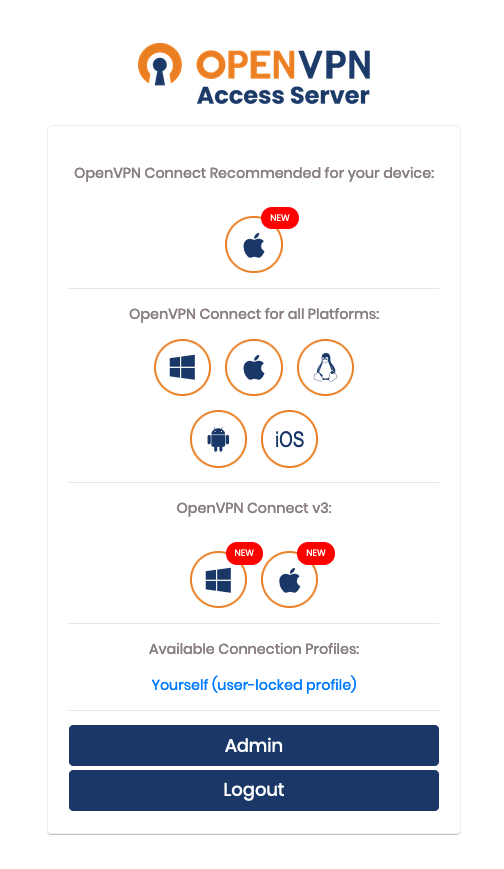 OPENVPN
Access Server
OpenVPN Connect Recommended for your device:
NEW
OpenVPN Connect for all Platforms:
iOS
OpenVPN Connect v3:
NEW NEW
Available Connection Profiles:
Yourself (user-locked profile)
Admin
Logout